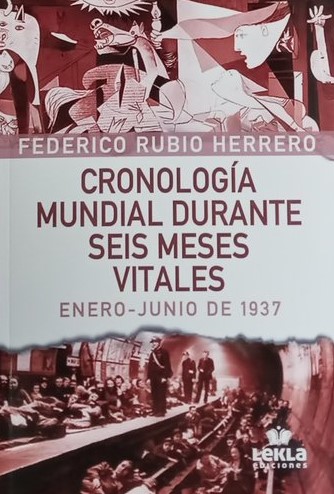 FEDERICO RUBIO HERRERO
CRONOLOGÍA
MUNDIAL DURANTE
SEIS MESES
VITALES
ENERO-JUNIO DE 1937
LeKLa
ediciones